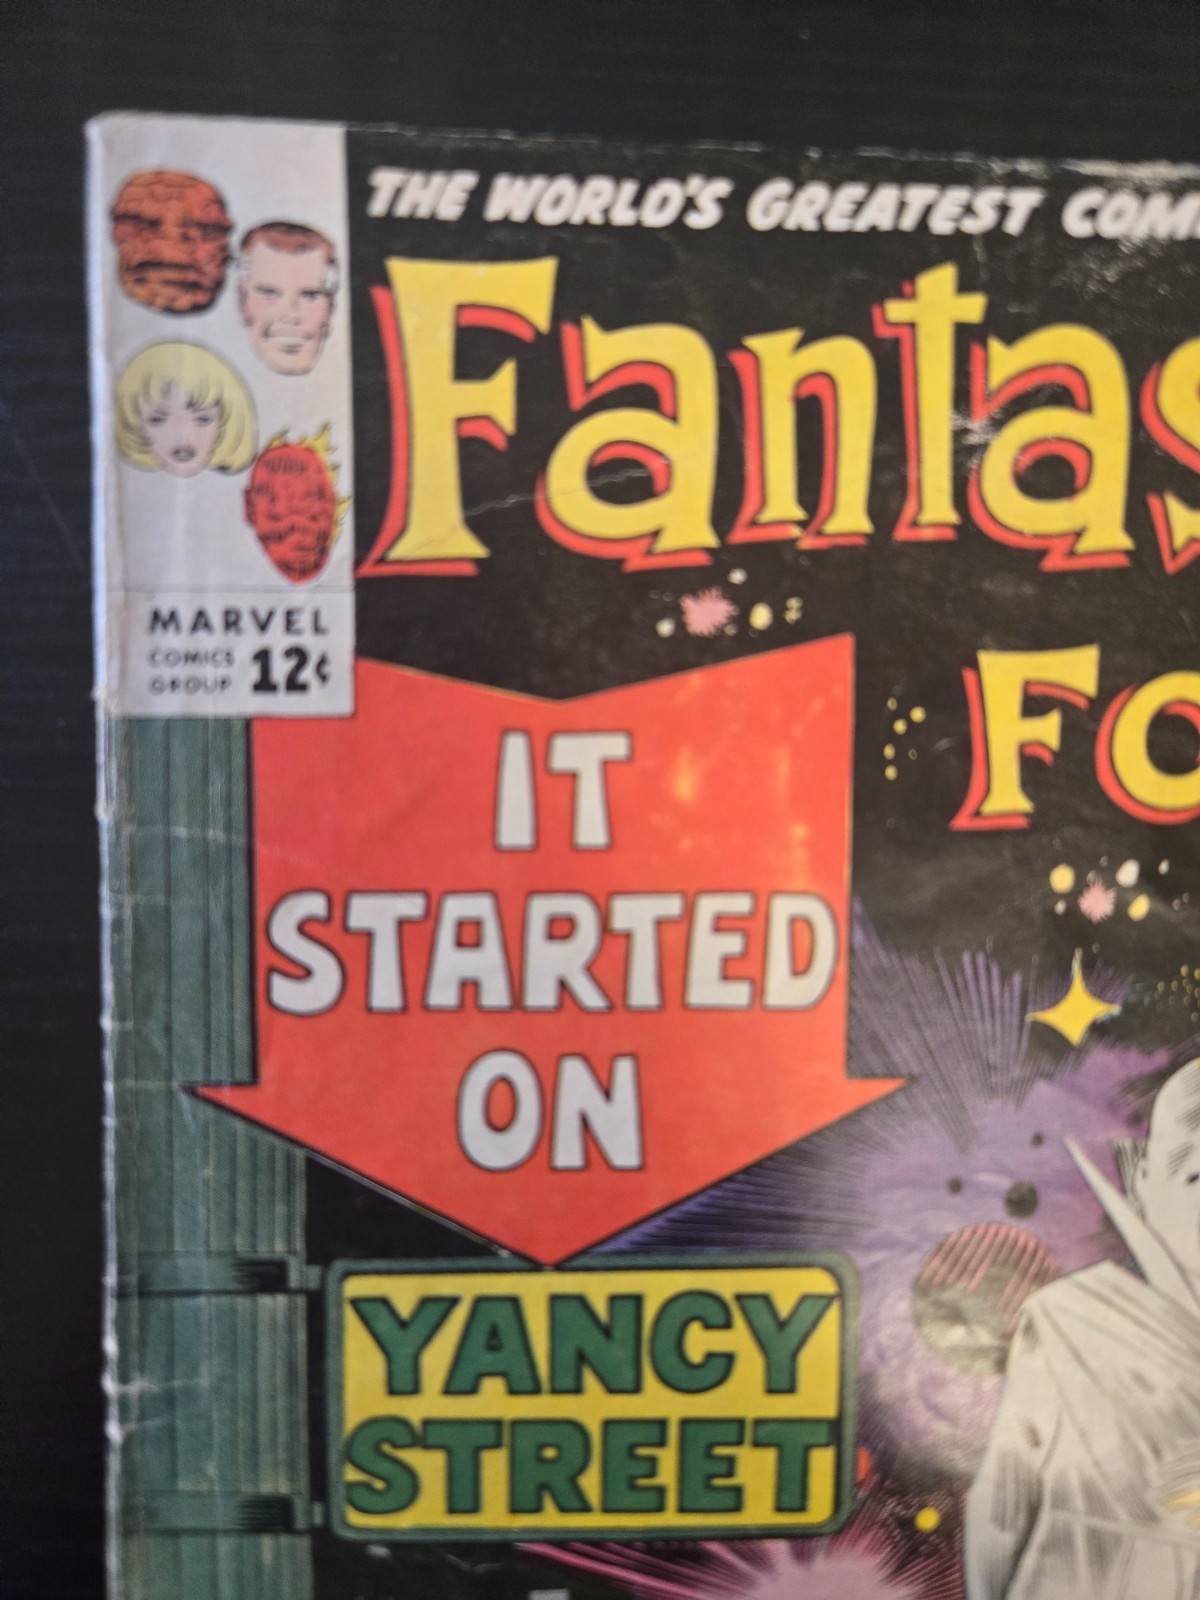 THE WORLD'S GREATEST COM
Fantas
FO
MARVEL
COMICS
GROUP
12¢
IT
STARTED
ON
YANCY
STREET